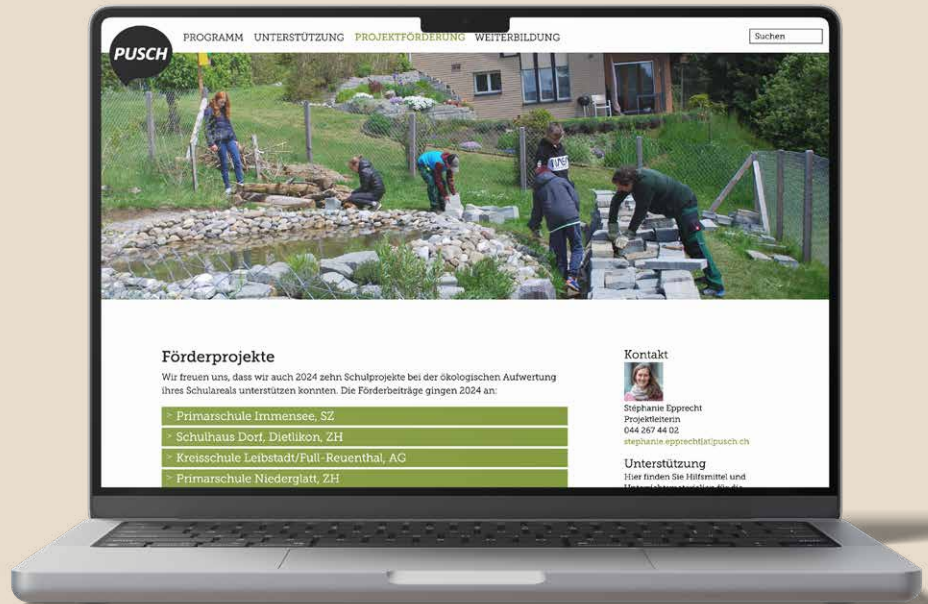 PUSCH
PROGRAMM UNTERSTÜTZUNG PROJEKTFÖRDERUNG WEITERBILDUNG
Suchen
Förderprojekte
Wir freuen uns, dass wir auch 2024 zehn Schulprojekte bei der ökologischen Aufwertung
ihres Schulareals unterstützen konnten. Die Förderbeiträge gingen 2024 an:
> Primarschule Immensee, SZ
> Schulhaus Dorf, Dietlikon, ZH
> Kreisschule Leibstadt/Full-Reuenthal, AG
> Primarschule Niederglatt, ZH
Kontakt
Stéphanie Epprecht
Projektleiterin
044 267 44 02
stephanie.epprecht[at]pusch.ch
Unterstützung
Hier finden Sie Hilfsmittel und